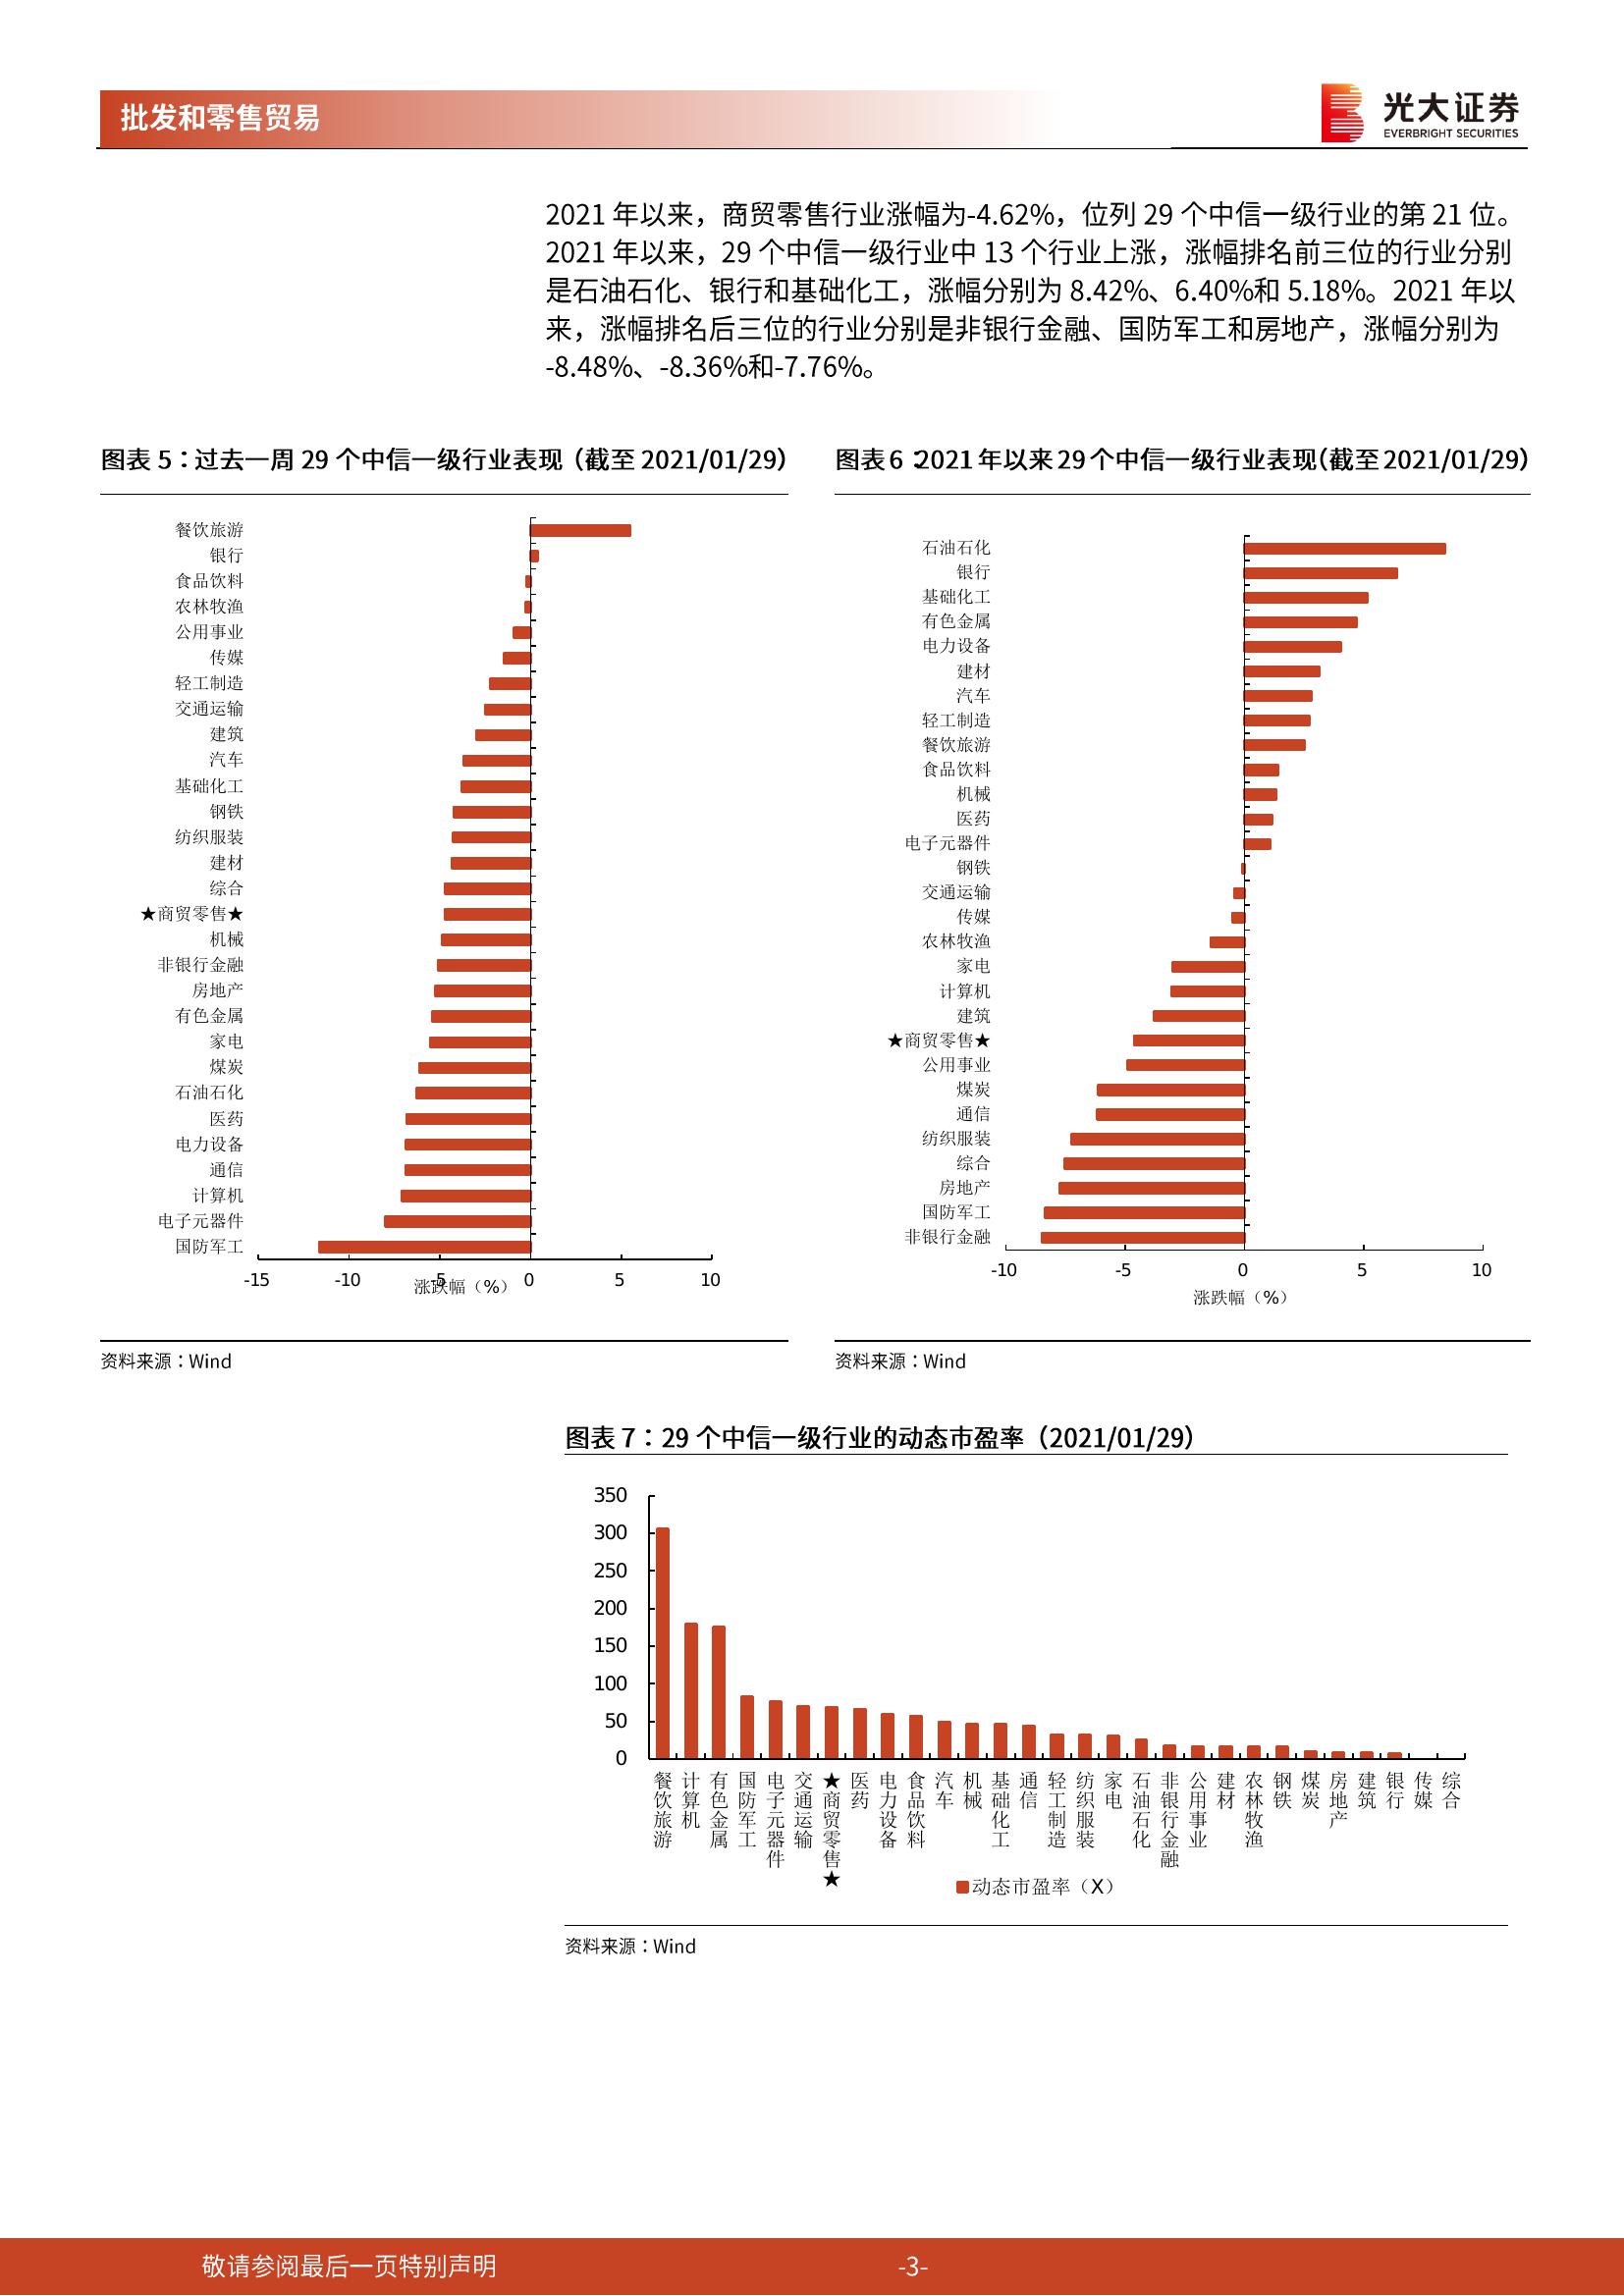 批发和零售贸易
光大证券
EVERBRIGHT SECURITIES
2021 年以来，商贸零售行业涨幅为-4.62%，位列 29 个中信一级行业的第 21 位。
2021 年以来，29 个中信一级行业中 13 个行业上涨，涨幅排名前三位的行业分别
是石油石化、银行和基础化工，涨幅分别为 8.42%、6.40%和 5.18%。2021 年以
来，涨幅排名后三位的行业分别是非银行金融、国防军工和房地产，涨幅分别为
-8.48%、-8.36%和-7.76%。
图表 5：过去一周 29 个中信一级行业表现（截至 2021/01/29）
餐饮旅游
银行
食品饮料
农林牧渔
公用事业
传媒
轻工制造
交通运输
建筑
汽车
基础化工
钢铁
纺织服装
建材
综合
★商贸零售★
机械
非银行金融
房地产
有色金属
家电
煤炭
石油石化
医药
电力设备
通信
计算机
电子元器件
国防军工
-15 -10 -5 0 5 10
涨跌幅（%）
资料来源：Wind
图表 6：2021 年以来 29 个中信一级行业表现（截至 2021/01/29）
石油石化
银行
基础化工
有色金属
电力设备
建材
汽车
轻工制造
餐饮旅游
食品饮料
机械
医药
电子元器件
钢铁
交通运输
传媒
农林牧渔
家电
计算机
建筑
★商贸零售★
公用事业
煤炭
通信
纺织服装
综合
房地产
国防军工
非银行金融
-10 -5 0 5 10
涨跌幅（%）
资料来源：Wind
图表 7：29 个中信一级行业的动态市盈率（2021/01/29）
350
300
250
200
150
100
50
0
餐饮旅游
计算机
有色金属
国防军工
电子元器件
交通运输
★商贸零售★
医药
电力设备
食品饮料
汽车
机械
基础化工
通信
轻工制造
纺织服装
家电
石油石化
非银行金融
公用事业
建材
农林牧渔
钢铁
煤炭
房地产
建筑
银行
传媒
综合
动态市盈率（X）
资料来源：Wind
敬请参阅最后一页特别声明
-3-